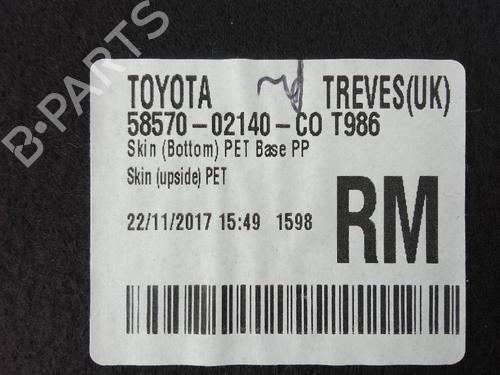 B-PARTS
TOYOTA TREVES(UK)
58570-02140-C0 T986
Skin (Bottom) PET Base PP
Skin (upside) PET
22/11/2017 15:49 1598
RM